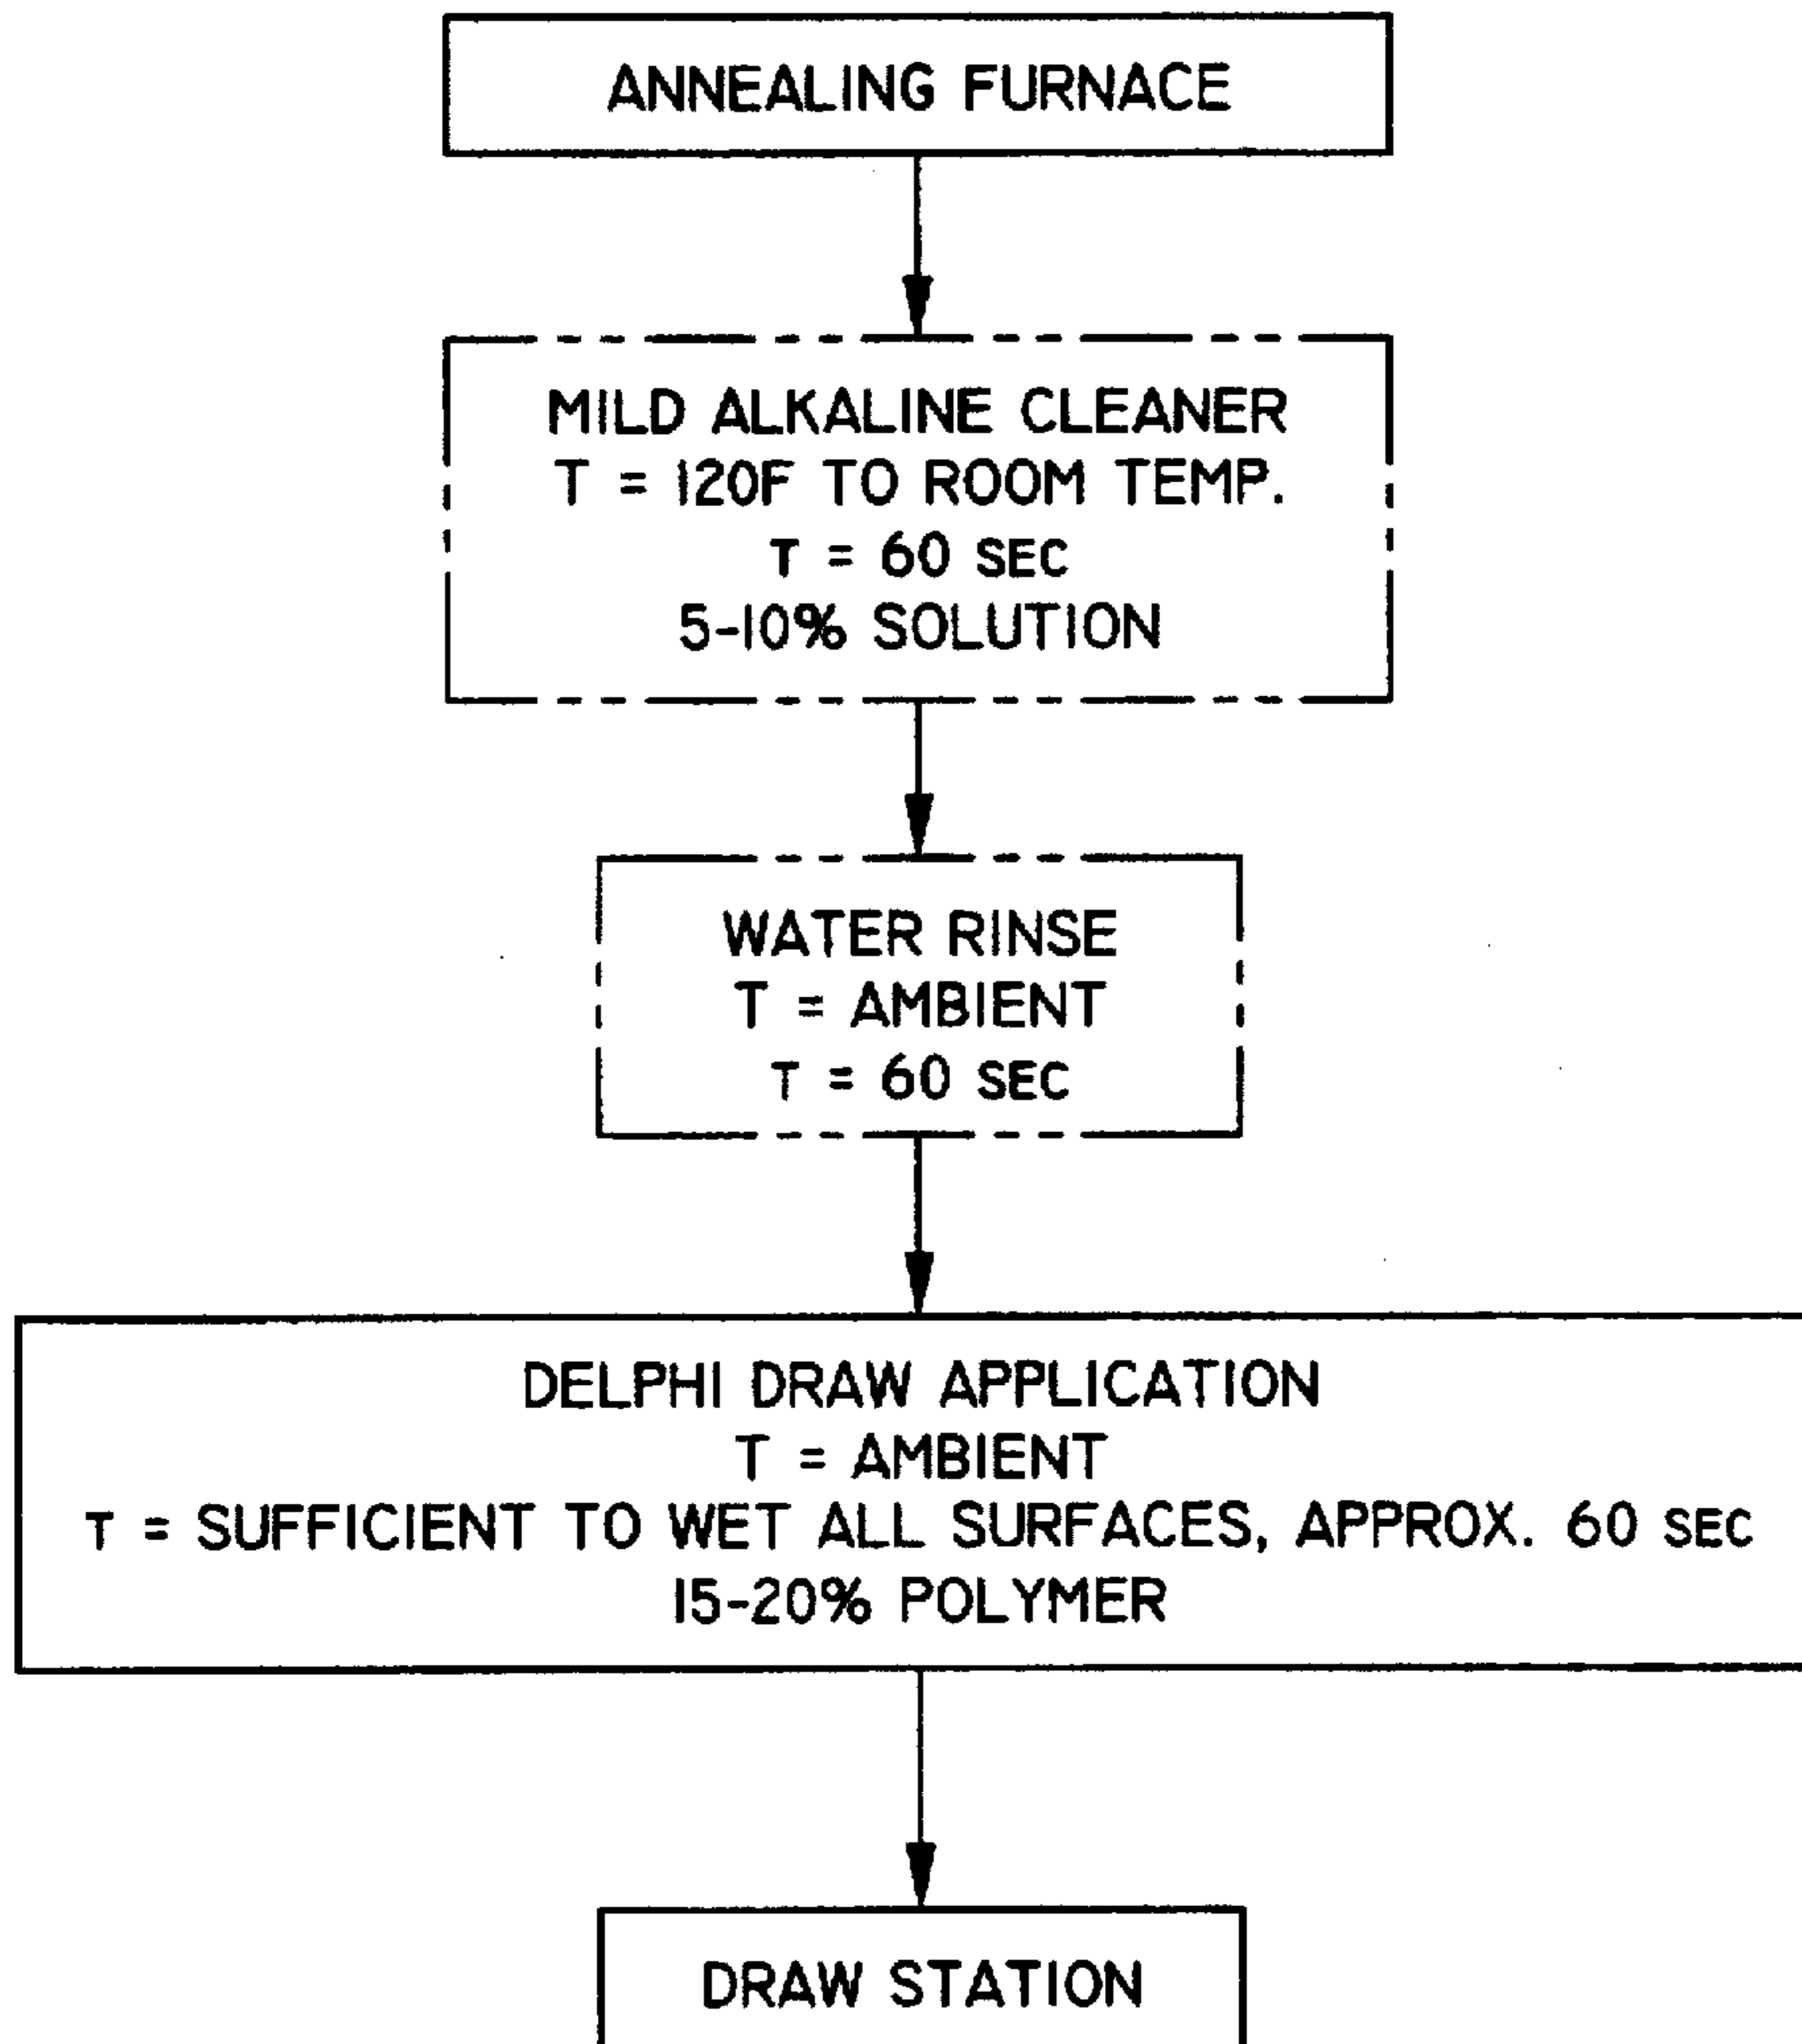 ANNEALING FURNACE
MILD ALKALINE CLEANER
T = 120F TO ROOM TEMP.
T = 60 SEC
5-10% SOLUTION
WATER RINSE
T = AMBIENT
T = 60 SEC
DELPHI DRAW APPLICATION
T = AMBIENT
T = SUFFICIENT TO WET ALL SURFACES, APPROX. 60 SEC
15-20% POLYMER
DRAW STATION